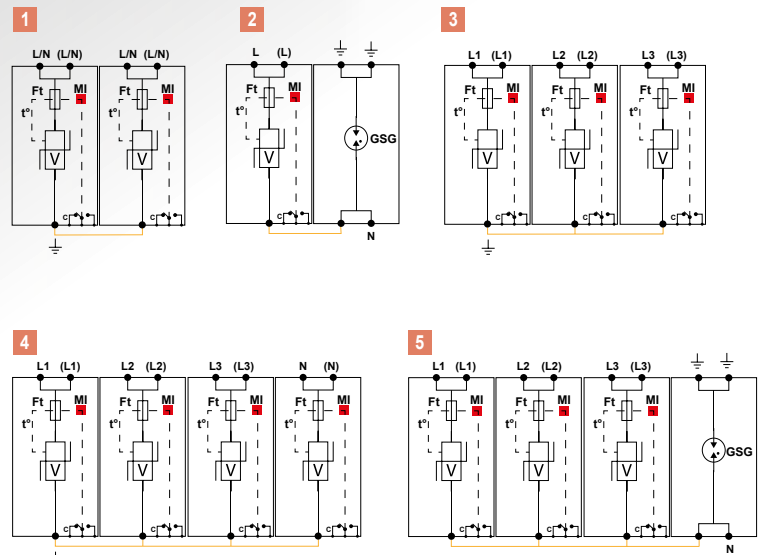 1
L/N (L/N) L/N (L/N)
Ft MI Ft MI
t° t°
V V
C C
2
L (L)
Ft MI
t°
GSG
V
C
N
3
L1 (L1) L2 (L2) L3 (L3)
Ft MI Ft MI Ft MI
t° t° t°
V V V
C C C
4
L1 (L1) L2 (L2) L3 (L3) N (N)
Ft MI Ft MI Ft MI Ft MI
t° t° t° t°
V V V V
C C C C
5
L1 (L1) L2 (L2) L3 (L3)
Ft MI Ft MI Ft MI
t° t° t°
GSG
V V V
C C C
N